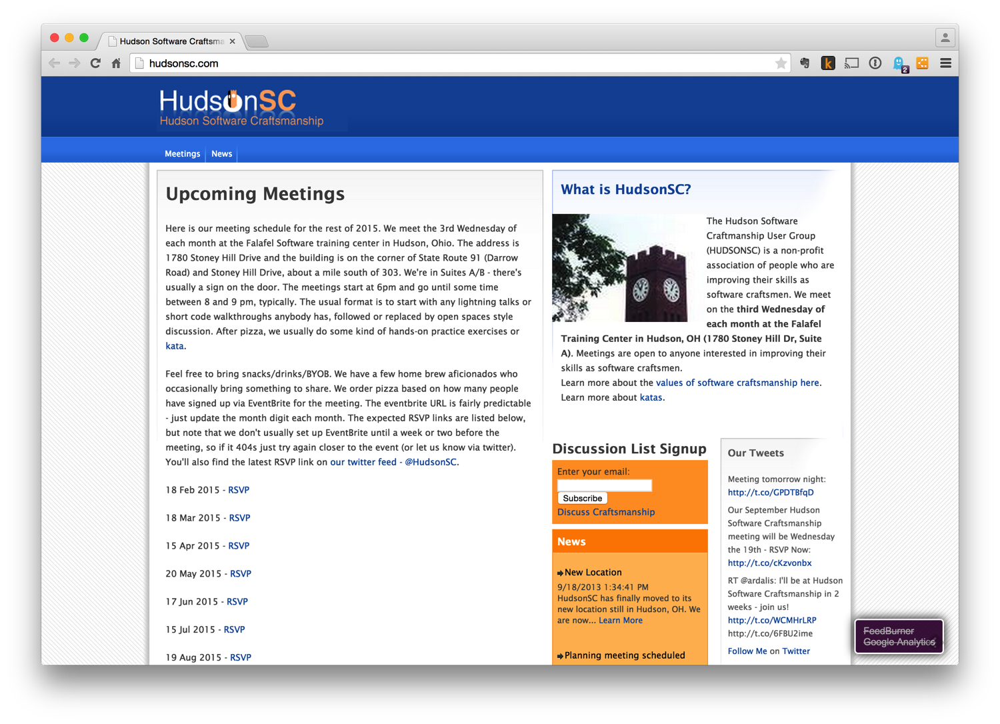 Hudson Software Craftsma
hudsonsc.com
2
HudsonSC
Hudson Software Craftsmanship
Meetings
News
Upcoming Meetings
Here is our meeting schedule for the rest of 2015. We meet the 3rd Wednesday of
each month at the Falafel Software training center in Hudson, Ohio. The address is
1780 Stoney Hill Drive and the building is on the corner of State Route 91 (Darrow
Road) and Stoney Hill Drive, about a mile south of 303. We're in Suites A/B - there's
usually a sign on the door. The meetings start at 6pm and go until some time
between 8 and 9 pm, typically. The usual format is to start with any lightning talks or
short code walkthroughs anybody has, followed or replaced by open spaces style
discussion. After pizza, we usually do some kind of hands-on practice exercises or
kata.
Feel free to bring snacks/drinks/BYOB. We have a few home brew aficionados who
occasionally bring something to share. We order pizza based on how many people
have signed up via EventBrite for the meeting. The eventbrite URL is fairly predictable
- just update the month digit each month. The expected RSVP links are listed below,
but note that we don't usually set up EventBrite until a week or two before the
meeting, so if it 404s just try again closer to the event (or let us know via twitter).
You'll also find the latest RSVP link on our twitter feed - @HudsonSC.
18 Feb 2015 - RSVP
18 Mar 2015 - RSVP
15 Apr 2015 - RSVP
20 May 2015 - RSVP
17 Jun 2015 - RSVP
15 Jul 2015 - RSVP
19 Aug 2015 - RSVP
What is HudsonSC?
The Hudson Software
Craftmanship User Group
(HUDSONSC) is a non-profit
association of people who are
improving their skills as
software craftsmen. We meet
on the third Wednesday of
each month at the Falafel
Training Center in Hudson, OH (1780 Stoney Hill Dr, Suite
A). Meetings are open to anyone interested in improving their
skills as software craftsmen.
Learn more about the values of software craftsmanship here.
Learn more about katas.
Discussion List Signup
Enter your email:
Subscribe
Discuss Craftsmanship
News
New Location
9/18/2013 1:34:41 PM
HudsonSC has finally moved to its
new location still in Hudson, OH. We
are now... Learn More
Planning meeting scheduled
Our Tweets
Meeting tomorrow night:
http://t.co/GPDTBfqD
Our September Hudson
Software Craftsmanship
meeting will be Wednesday
the 19th - RSVP Now:
http://t.co/cKzvonbx
RT @ardalis: I'll be at Hudson
Software Craftsmanship in 2
weeks - join us!
http://t.co/WCMHrLRP
http://t.co/6FBU2ime
Follow Me on Twitter
FeedBurner
Google Analytics